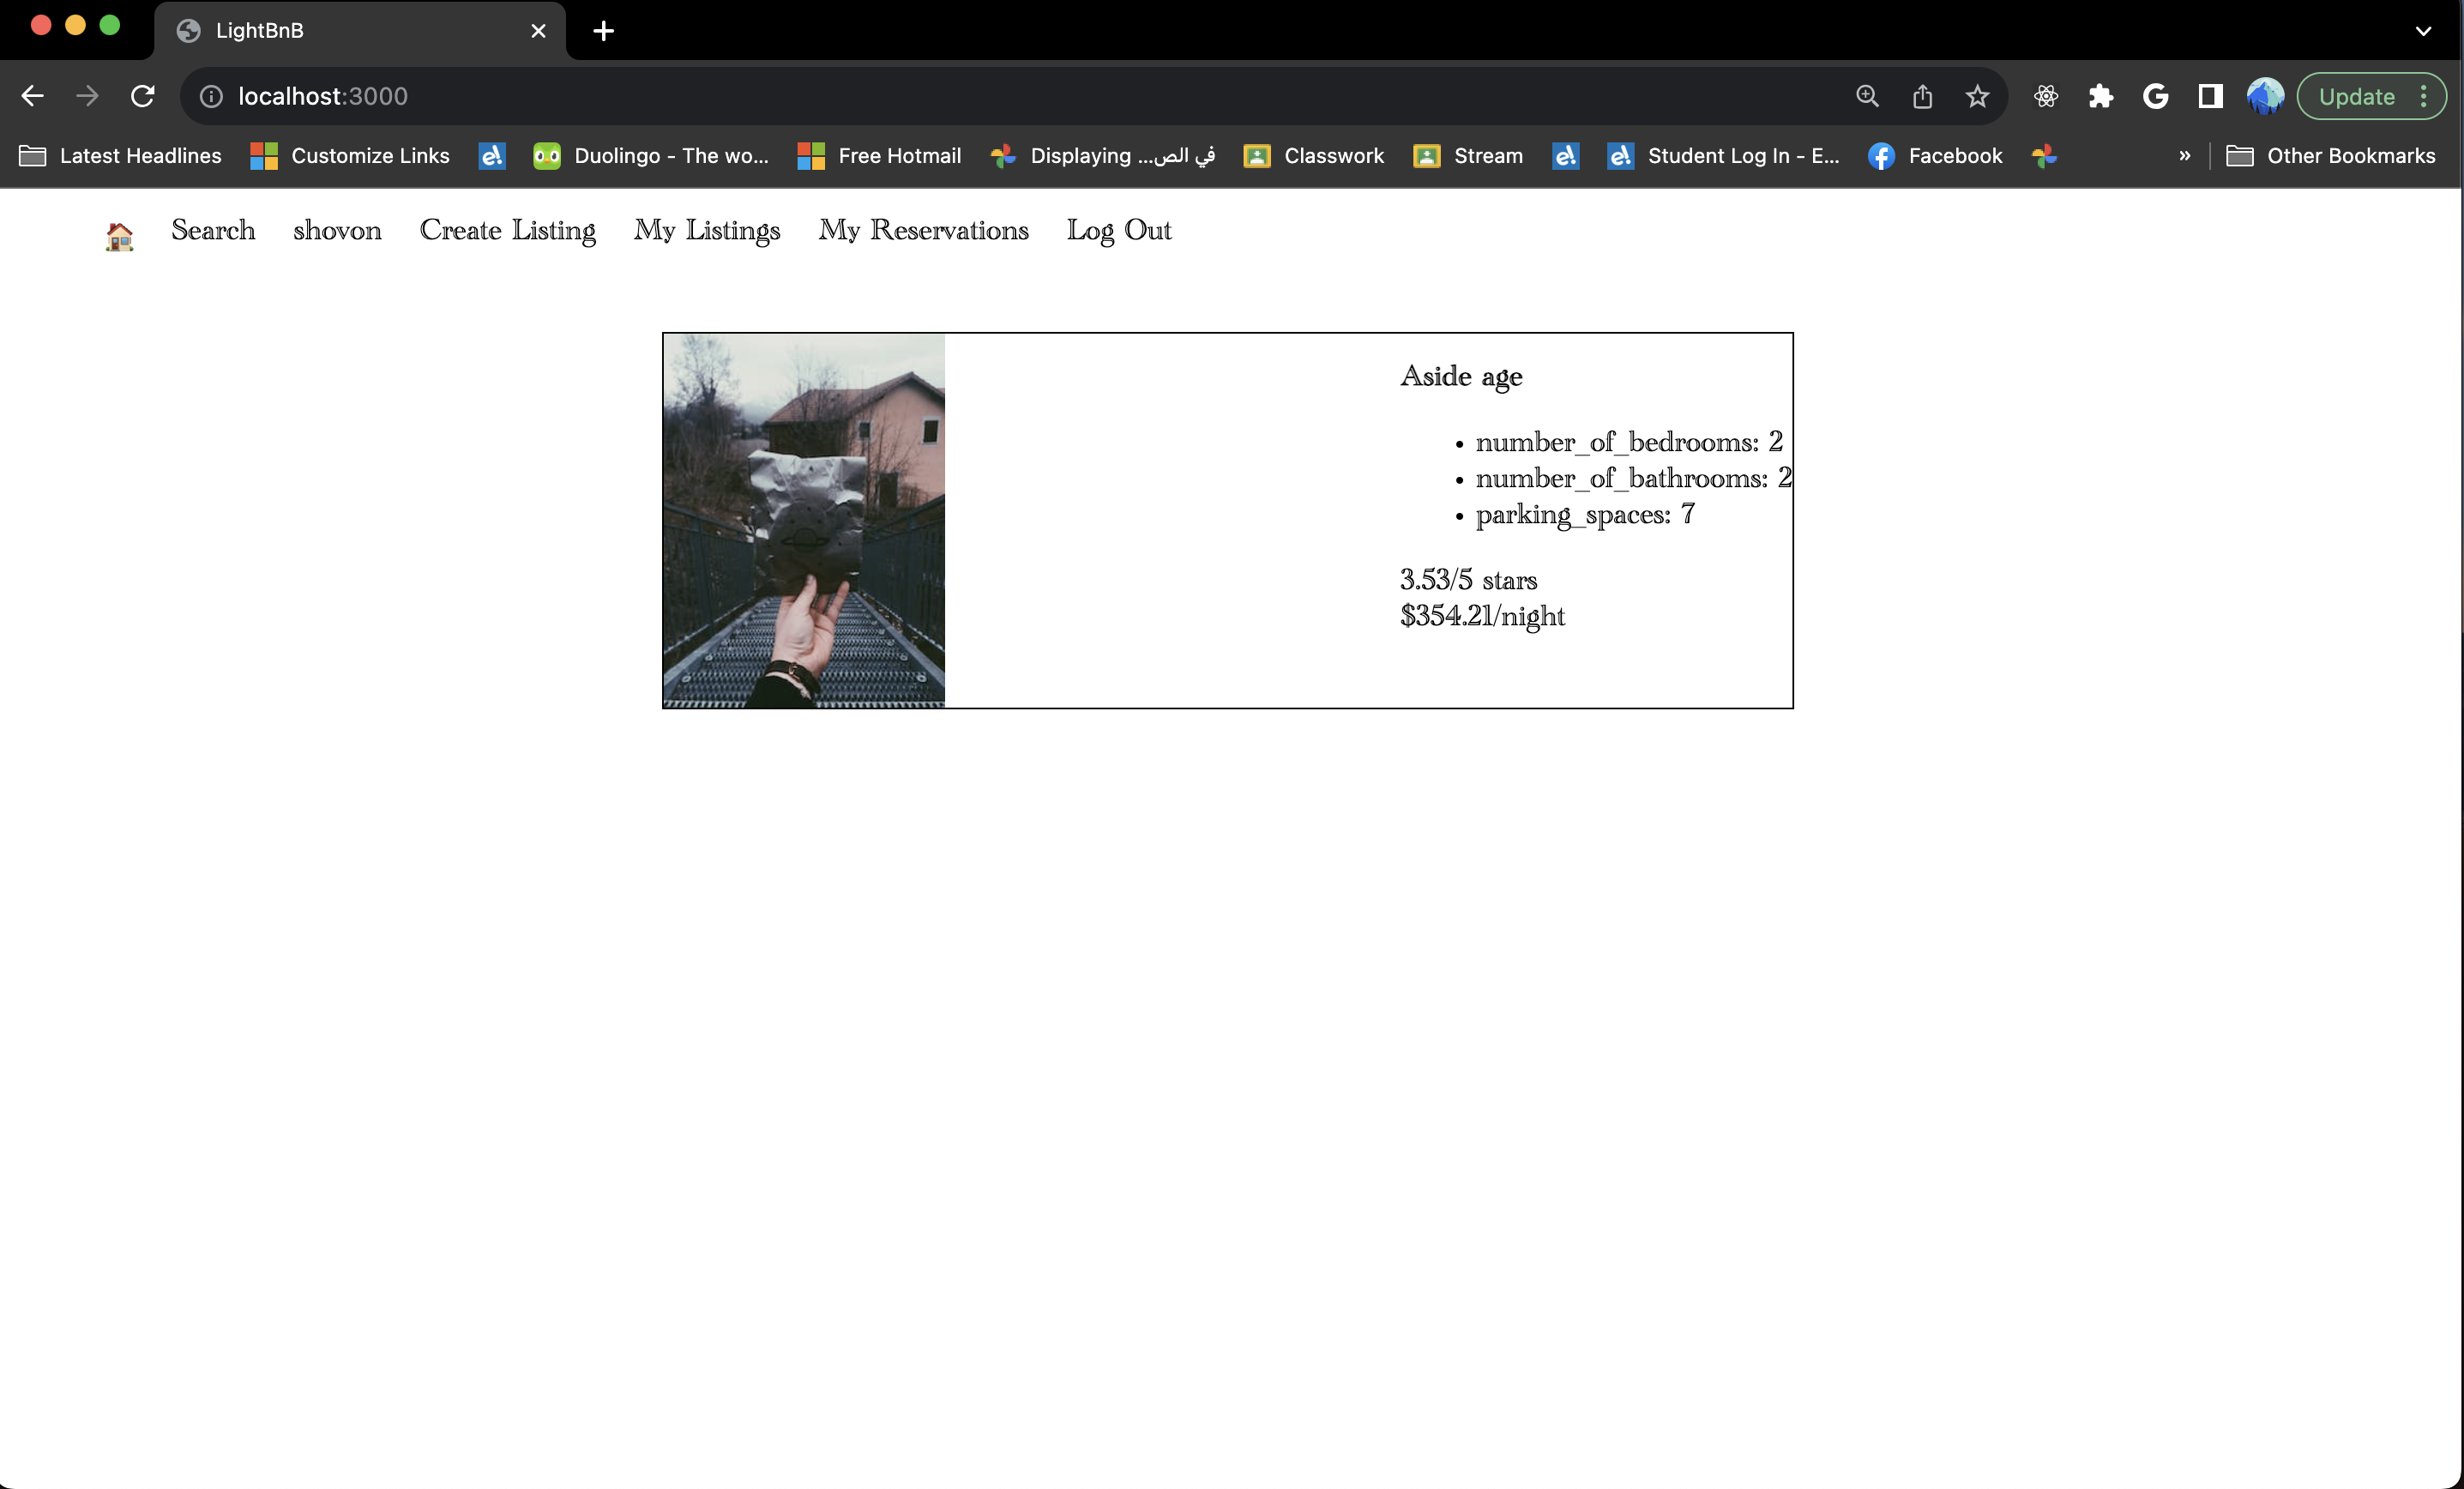 LightBnB
localhost:3000
Update
Latest Headlines Customize Links e! Duolingo - The wo... Free Hotmail Displaying ...في الص Classwork Stream e! e! Student Log In - E... Facebook » Other Bookmarks
Search shovon Create Listing My Listings My Reservations Log Out
Aside age
• number_of_bedrooms: 2
• number_of_bathrooms: 2
• parking_spaces: 7
3.53/5 stars
$354.21/night